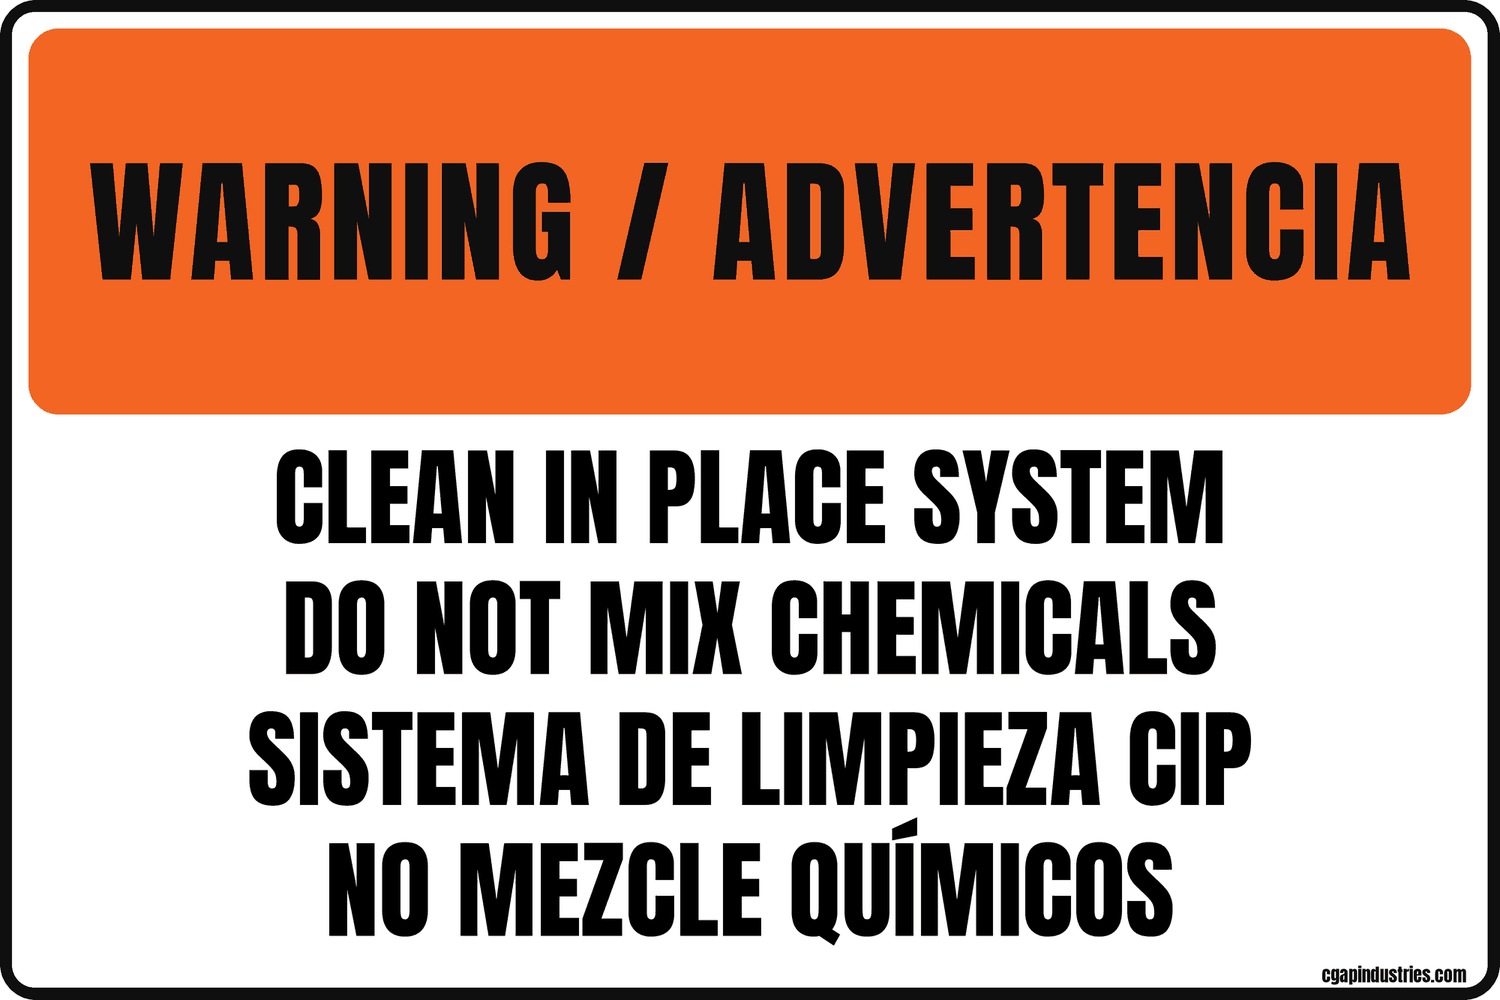 WARNING / ADVERTENCIA
CLEAN IN PLACE SYSTEM
DO NOT MIX CHEMICALS
SISTEMA DE LIMPIEZA CIP
NO MEZCLE QUÍMICOS
cgapindustries.com